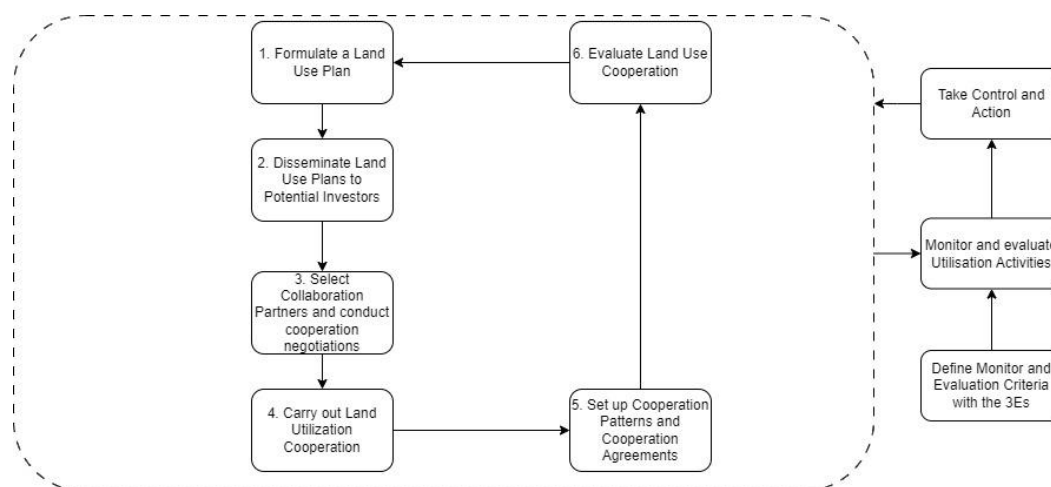 1. Formulate a Land
Use Plan
2. Disseminate Land
Use Plans to
Potential Investors
3. Select
Collaboration
Partners and conduct
cooperation
negotiations
4. Carry out Land
Utilization
Cooperation
5. Set up Cooperation
Patterns and
Cooperation
Agreements
6. Evaluate Land Use
Cooperation
Take Control and
Action
Monitor and evaluate
Utilisation Activities
Define Monitor and
Evaluation Criteria
with the 3Es